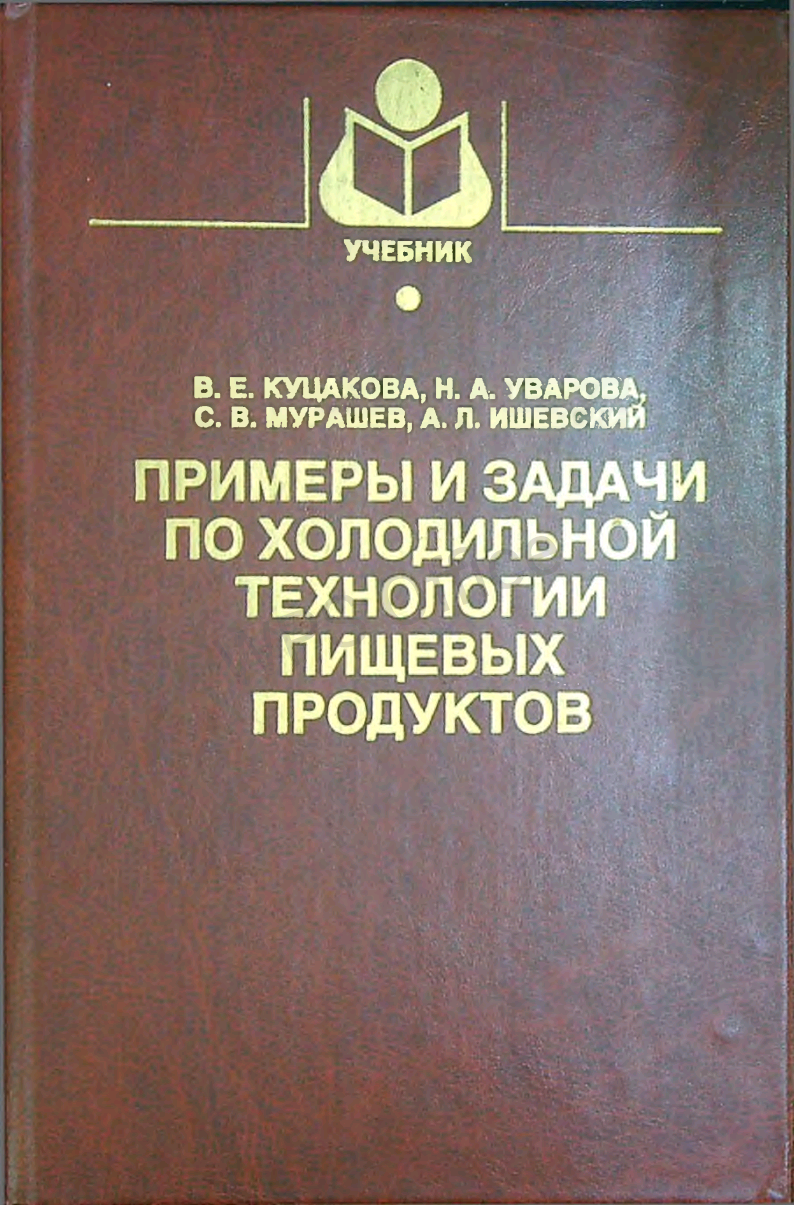 УЧЕБНИК
В. Е. КУЦАКОВА, Н. А. УВАРОВА,
С. В. МУРАШЕВ, А. Л. ИШЕВСКИЙ
ПРИМЕРЫ И ЗАДАЧИ
ПО ХОЛОДИЛЬНОЙ
ТЕХНОЛОГИИ
ПИЩЕВЫХ
ПРОДУКТОВ